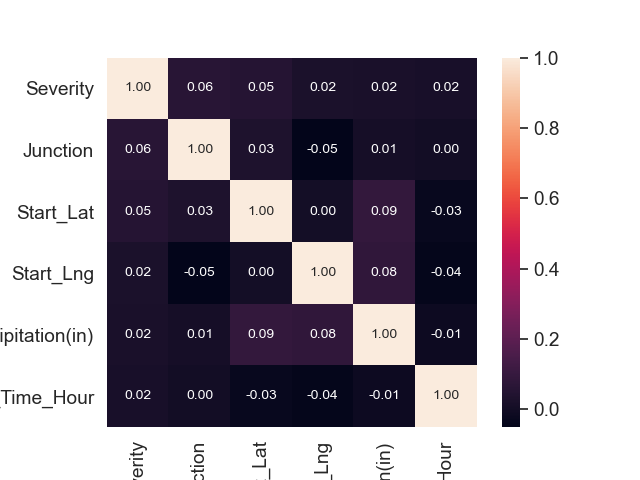 Severity 1.00 0.06 0.05 0.02 0.02 0.02
Junction 0.06 1.00 0.03 -0.05 0.01 0.00
Start_Lat 0.05 0.03 1.00 0.00 0.09 -0.03
Start_Lng 0.02 -0.05 0.00 1.00 0.08 -0.04
ipitation(in) 0.02 0.01 0.09 0.08 1.00 -0.01
Time_Hour 0.02 0.00 -0.03 -0.04 -0.01 1.00
verity
ction
_Lat
_Lng
n(in)
Hour
1.0
0.8
0.6
0.4
0.2
0.0